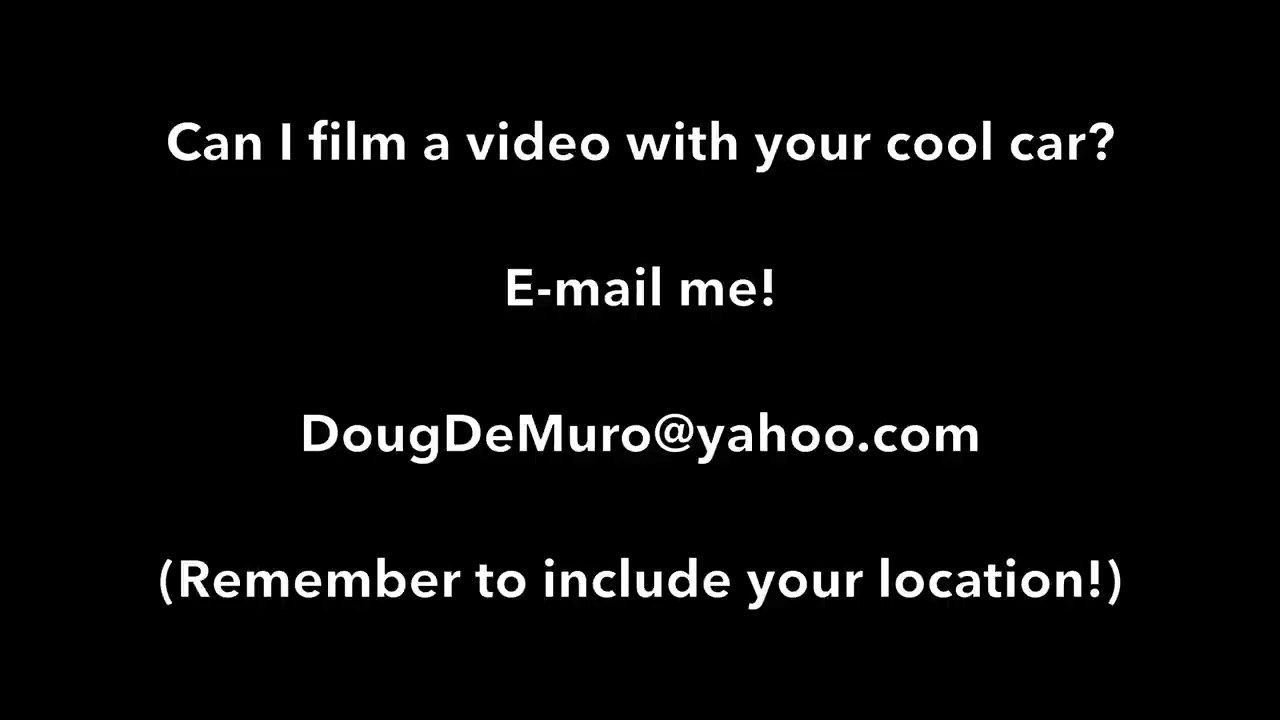 Can I film a video with your cool car?
E-mail me!
DougDeMuro@yahoo.com
(Remember to include your location!)